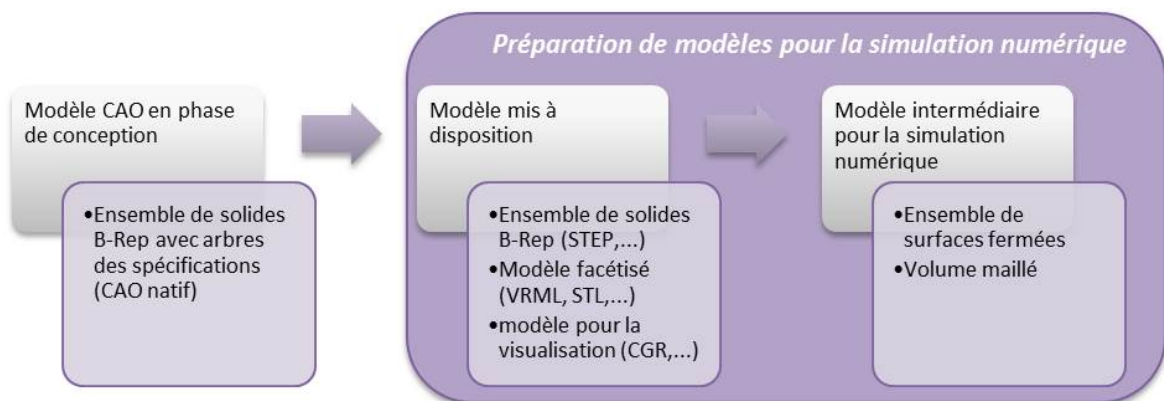 Préparation de modèles pour la simulation numérique
Modèle CAO en phase
de conception
•Ensemble de solides
B-Rep avec arbres
des spécifications
(CAO natif)
Modèle mis à
disposition
•Ensemble de solides
B-Rep (STEP,...)
•Modèle facétisé
(VRML, STL,...)
•modèle pour la
visualisation (CGR,...)
Modèle intermédiaire
pour la simulation
numérique
•Ensemble de
surfaces fermées
•Volume maillé